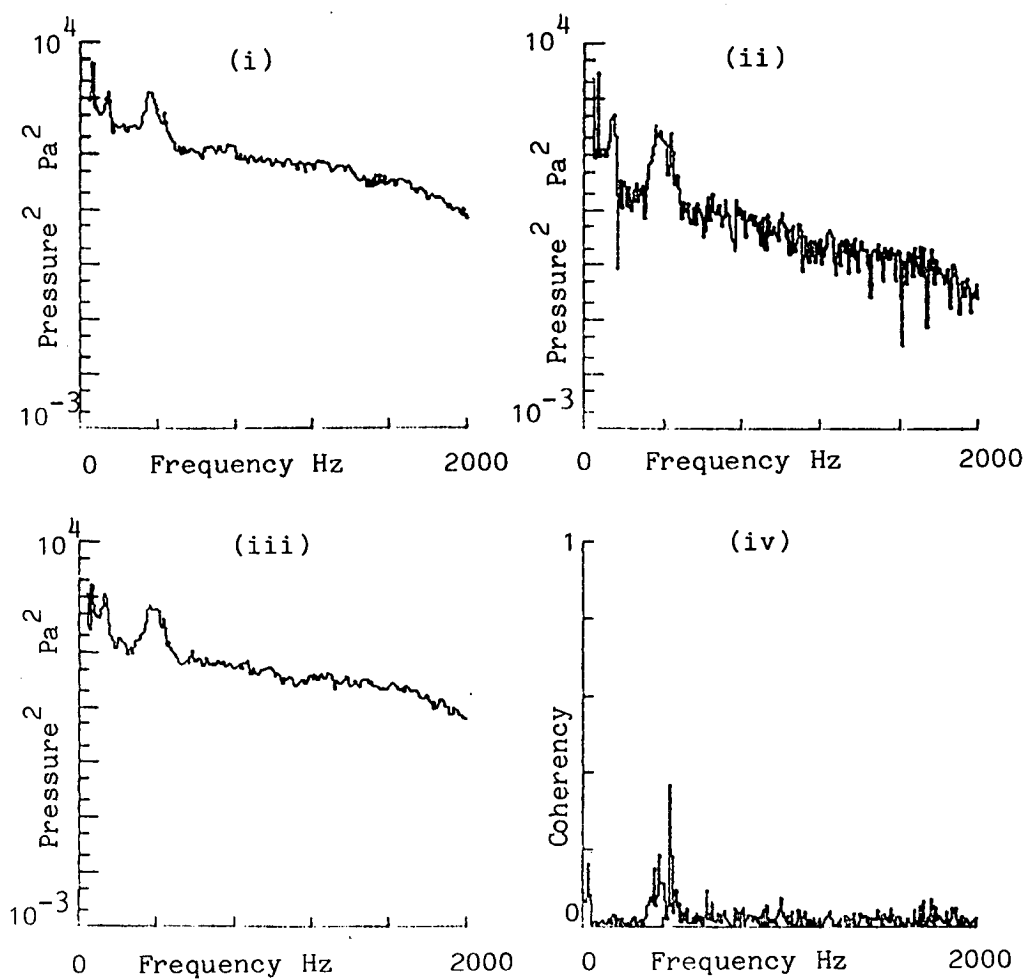 10^4
(i)
Pressure^2 Pa^2
10^-3
0 Frequency Hz 2000
10^4
(ii)
Pressure^2 Pa^2
10^-3
0 Frequency Hz 2000
10^4
(iii)
Pressure^2 Pa^2
10^-3
0 Frequency Hz 2000
1
(iv)
Coherency
0
0 Frequency Hz 2000